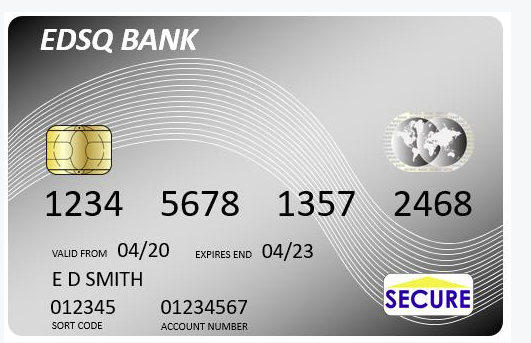 EDSQ BANK
1234 5678 1357 2468
VALID FROM 04/20 EXPIRES END 04/23
E D SMITH
012345 01234567
SORT CODE ACCOUNT NUMBER
SECURE